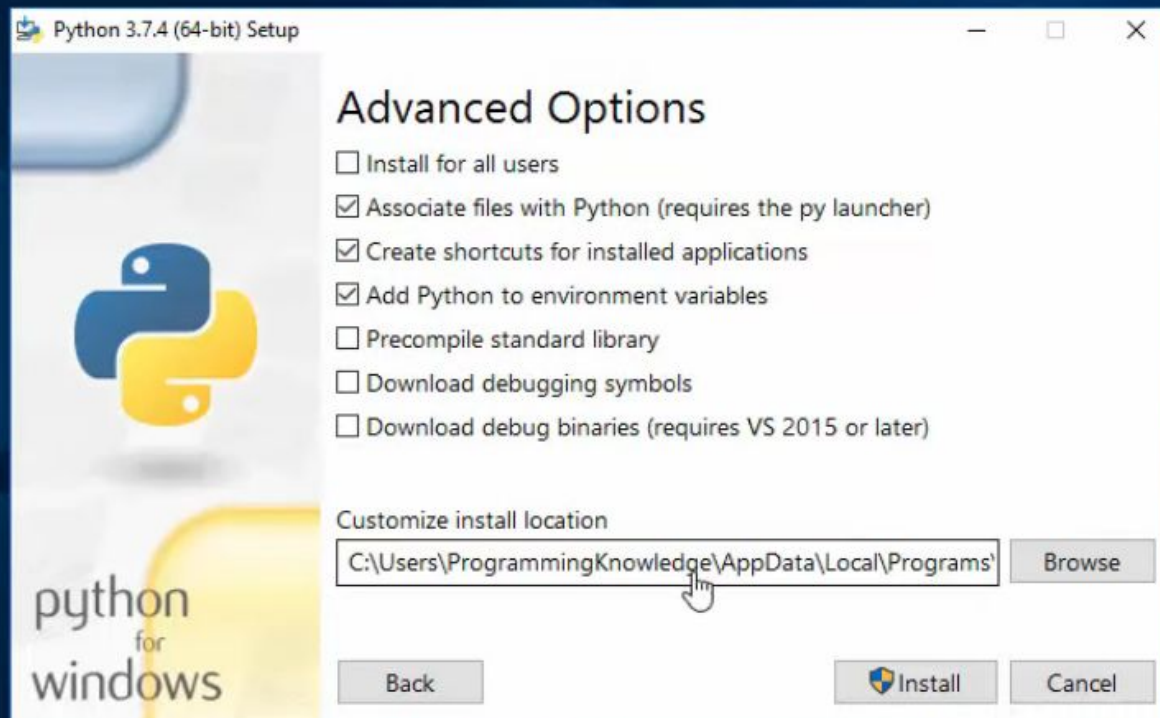 Python 3.7.4 (64-bit) Setup
Advanced Options
Install for all users
Associate files with Python (requires the py launcher)
Create shortcuts for installed applications
Add Python to environment variables
Precompile standard library
Download debugging symbols
Download debug binaries (requires VS 2015 or later)
Customize install location
C:\Users\ProgrammingKnowledge\AppData\Local\Programs\
Browse
python
for
windows
Back
Install
Cancel